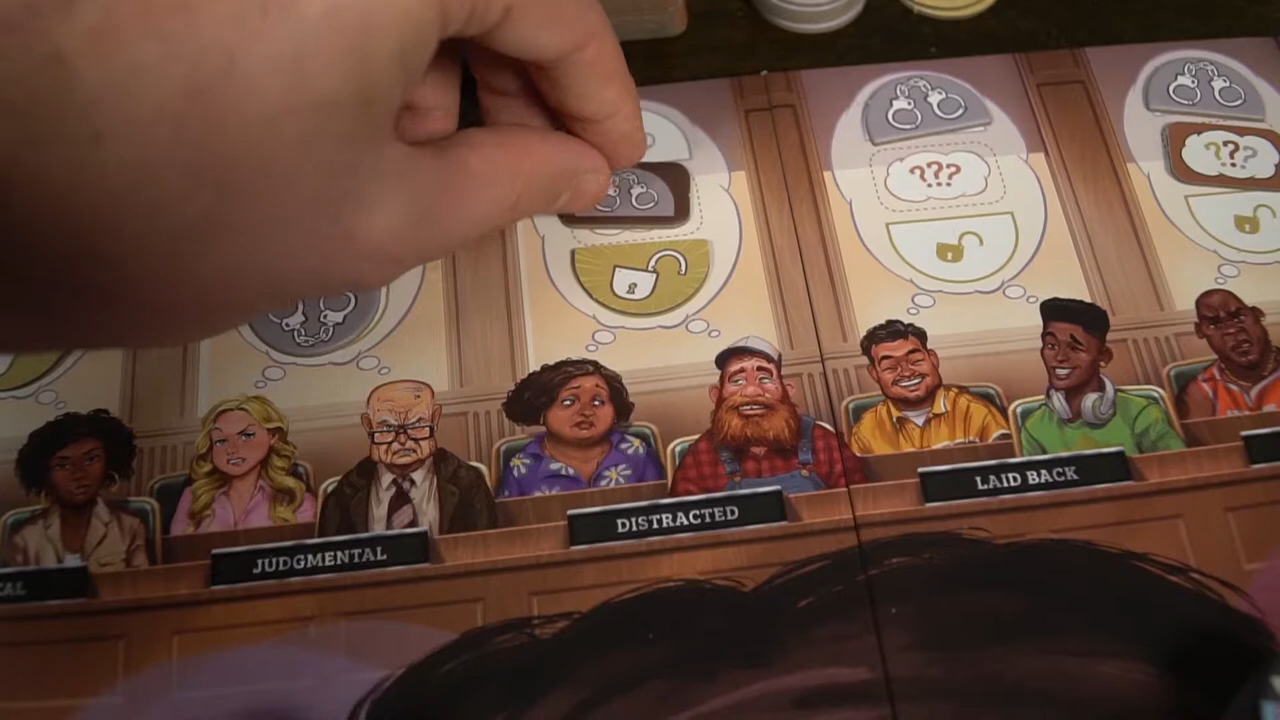 ???
???
JUDGMENTAL
DISTRACTED
LAID BACK